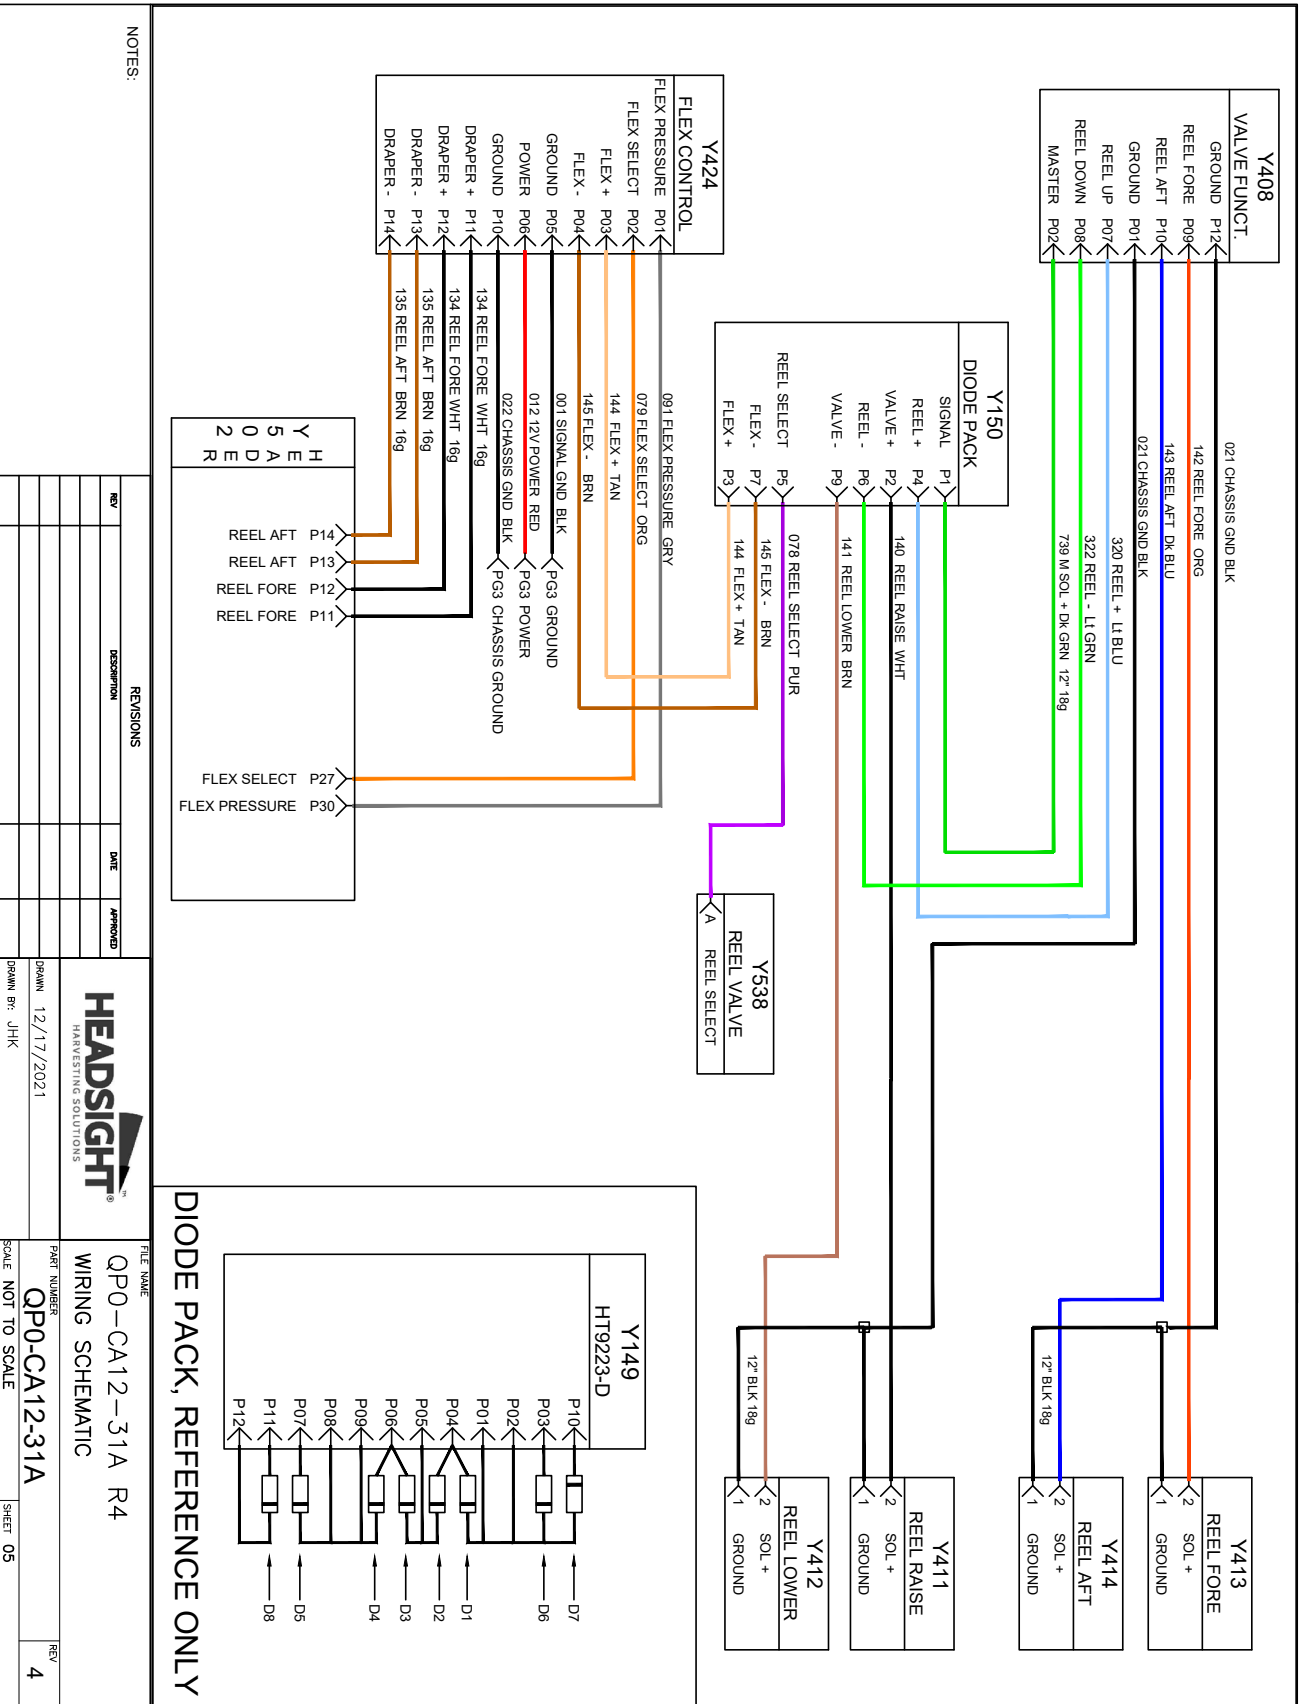 Y408
VALVE FUNCT.
GROUND P12
REEL FORE P09
REEL AFT P10
GROUND P01
REEL UP P07
REEL DOWN P08
MASTER P02
021 CHASSIS GND BLK
142 REEL FORE ORG
143 REEL AFT Dk BLU
021 CHASSIS GND BLK
320 REEL + Lt BLU
322 REEL - Lt GRN
739 M SOL + Dk GRN 12" 18g
Y150
DIODE PACK
SIGNAL P1
REEL + P4
VALVE + P2
REEL - P6
VALVE - P9
REEL SELECT P5
FLEX - P7
FLEX + P3
140 REEL RAISE WHT
141 REEL LOWER BRN
078 REEL SELECT PUR
145 FLEX - BRN
144 FLEX + TAN
Y424
FLEX CONTROL
FLEX PRESSURE P01
FLEX SELECT P02
FLEX + P03
FLEX - P04
GROUND P05
POWER P06
GROUND P10
DRAPER + P11
DRAPER + P12
DRAPER - P13
DRAPER - P14
091 FLEX PRESSURE GRY
079 FLEX SELECT ORG
144 FLEX + TAN
145 FLEX - BRN
001 SIGNAL GND BLK
012 12V POWER RED
022 CHASSIS GND BLK
134 REEL FORE WHT 16g
134 REEL FORE WHT 16g
135 REEL AFT BRN 16g
135 REEL AFT BRN 16g
PG3 GROUND
PG3 POWER
PG3 CHASSIS GROUND
Y502
HEADER
REEL AFT P14
REEL AFT P13
REEL FORE P12
REEL FORE P11
FLEX SELECT P27
FLEX PRESSURE P30
Y538
REEL VALVE
A REEL SELECT
Y413
REEL FORE
2 SOL +
1 GROUND
Y414
REEL AFT
2 SOL +
1 GROUND
12" BLK 18g
Y411
REEL RAISE
2 SOL +
1 GROUND
Y412
REEL LOWER
2 SOL +
1 GROUND
12" BLK 18g
Y149
HT9223-D
P10
P03
P02
P01
P04
P05
P06
P09
P08
P07
P11
P12
D7
D6
D1
D2
D3
D4
D5
D8
DIODE PACK, REFERENCE ONLY
NOTES:
REVISIONS
REV DESCRIPTION DATE APPROVED
HEADSIGHT®
HARVESTING SOLUTIONS
™
DRAWN 12/17/2021
DRAWN BY: JHK
FILE NAME
QP0-CA12-31A R4
WIRING SCHEMATIC
PART NUMBER
QP0-CA12-31A
REV
4
SCALE NOT TO SCALE
SHEET 05